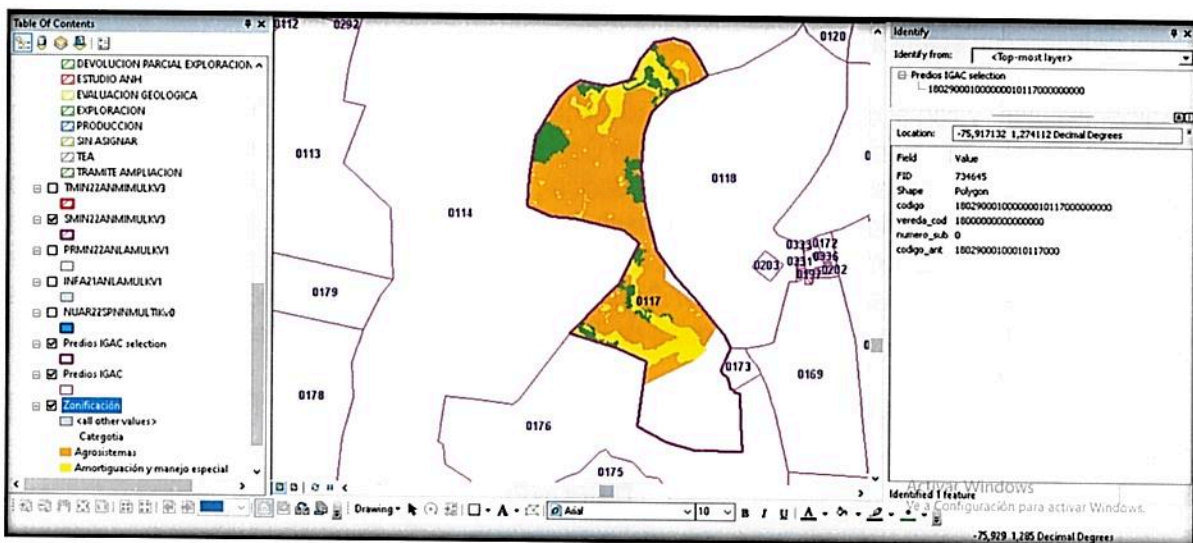 Table Of Contents
DEVOLUCION PARCIAL EXPLORACION
ESTUDIO ANH
EVALUACION GEOLOGICA
EXPLORACION
PRODUCCION
SIN ASIGNAR
TEA
TRAMITE AMPLIACION
TMIN22ANMIMULKV3
SMIN22ANMIMULKV3
PRMN22ANLAMULKV1
INFA21ANLAMULKV1
Predios IGAC selection
Predios IGAC
Zonificación
<all other values>
Categotia
Agrosistemas
Amortiguación y manejo especial
0112
0292
0120
0113
0118
0114
0333
0172
0331
0336
0203
0202
0179
0117
0173
0169
0178
0176
0175
Identify
Identify from: <Top-most layer>
Predios IGAC selection
Location: -75,917132 1,274112 Decimal Degrees
Field Value
FID 734645
Shape Polygon
codigo
vereda_cod
numero_sub 0
codigo_ant 18029000100010117000
Identified 1 feature
Activar Windows
Ve a Configuración para activar Windows.
Drawing
Arial
10
B I U A
-75,929 1,285 Decimal Degrees